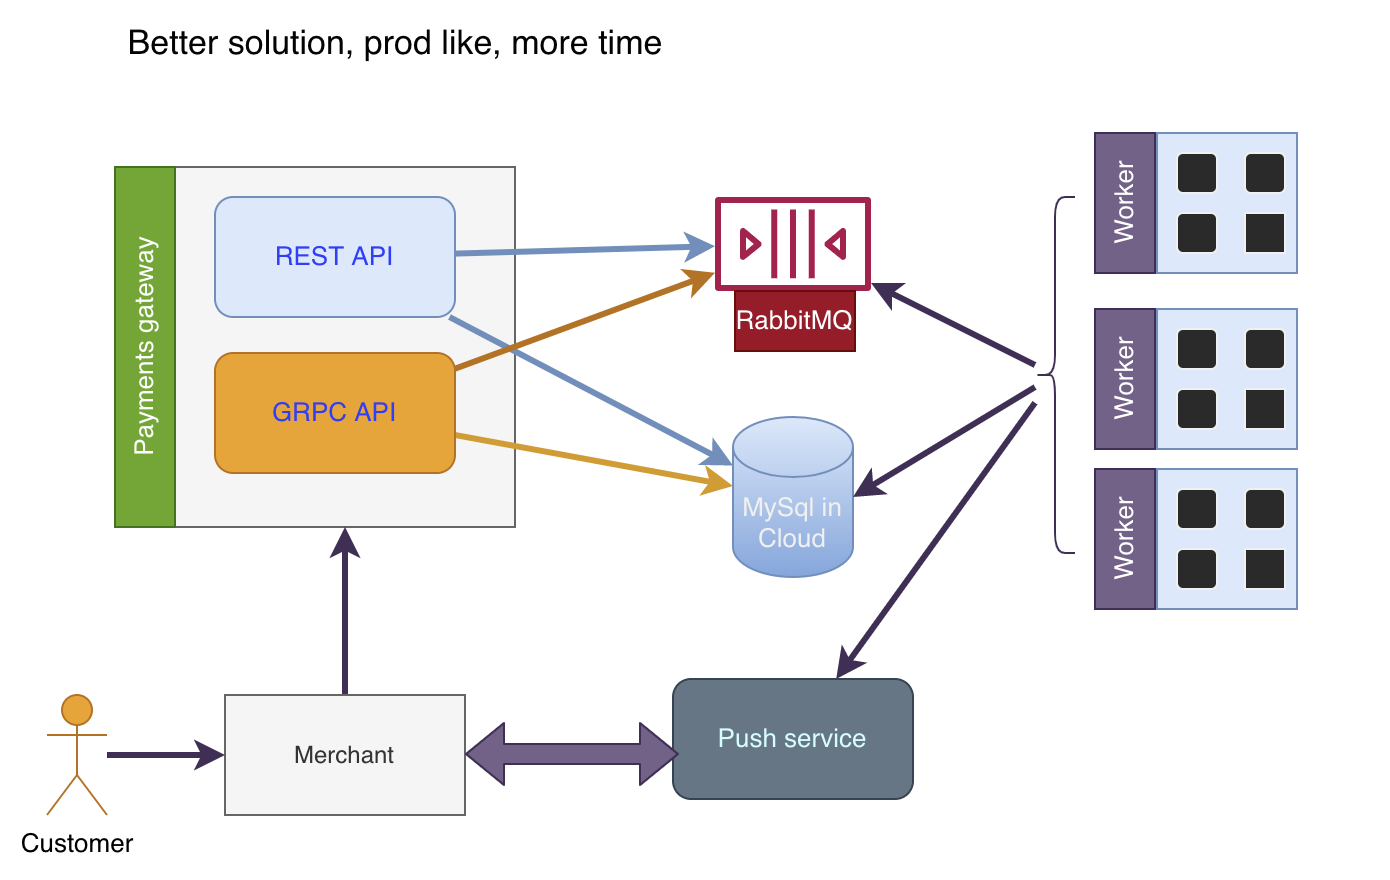 Better solution, prod like, more time
Payments gateway
REST API
GRPC API
RabbitMQ
MySql in
Cloud
Worker
Worker
Worker
Merchant
Push service
Customer